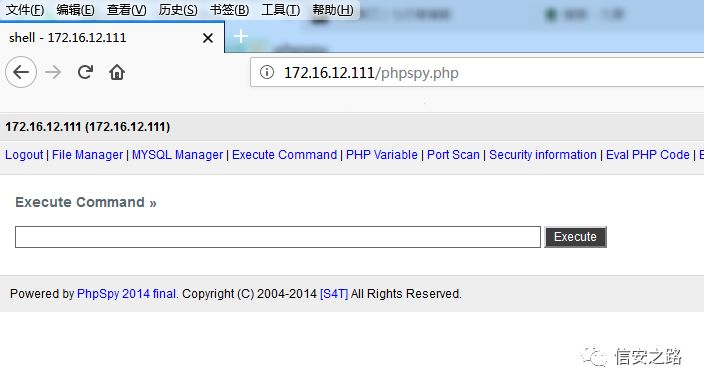 文件(F) 编辑(E) 查看(V) 历史(S) 书签(B) 工具(T) 帮助(H)
shell - 172.16.12.111
172.16.12.111/phpspy.php
172.16.12.111 (172.16.12.111)
Logout | File Manager | MYSQL Manager | Execute Command | PHP Variable | Port Scan | Security information | Eval PHP Code | E
Execute Command »
Execute
Powered by PhpSpy 2014 final. Copyright (C) 2004-2014 [S4T] All Rights Reserved.
信安之路